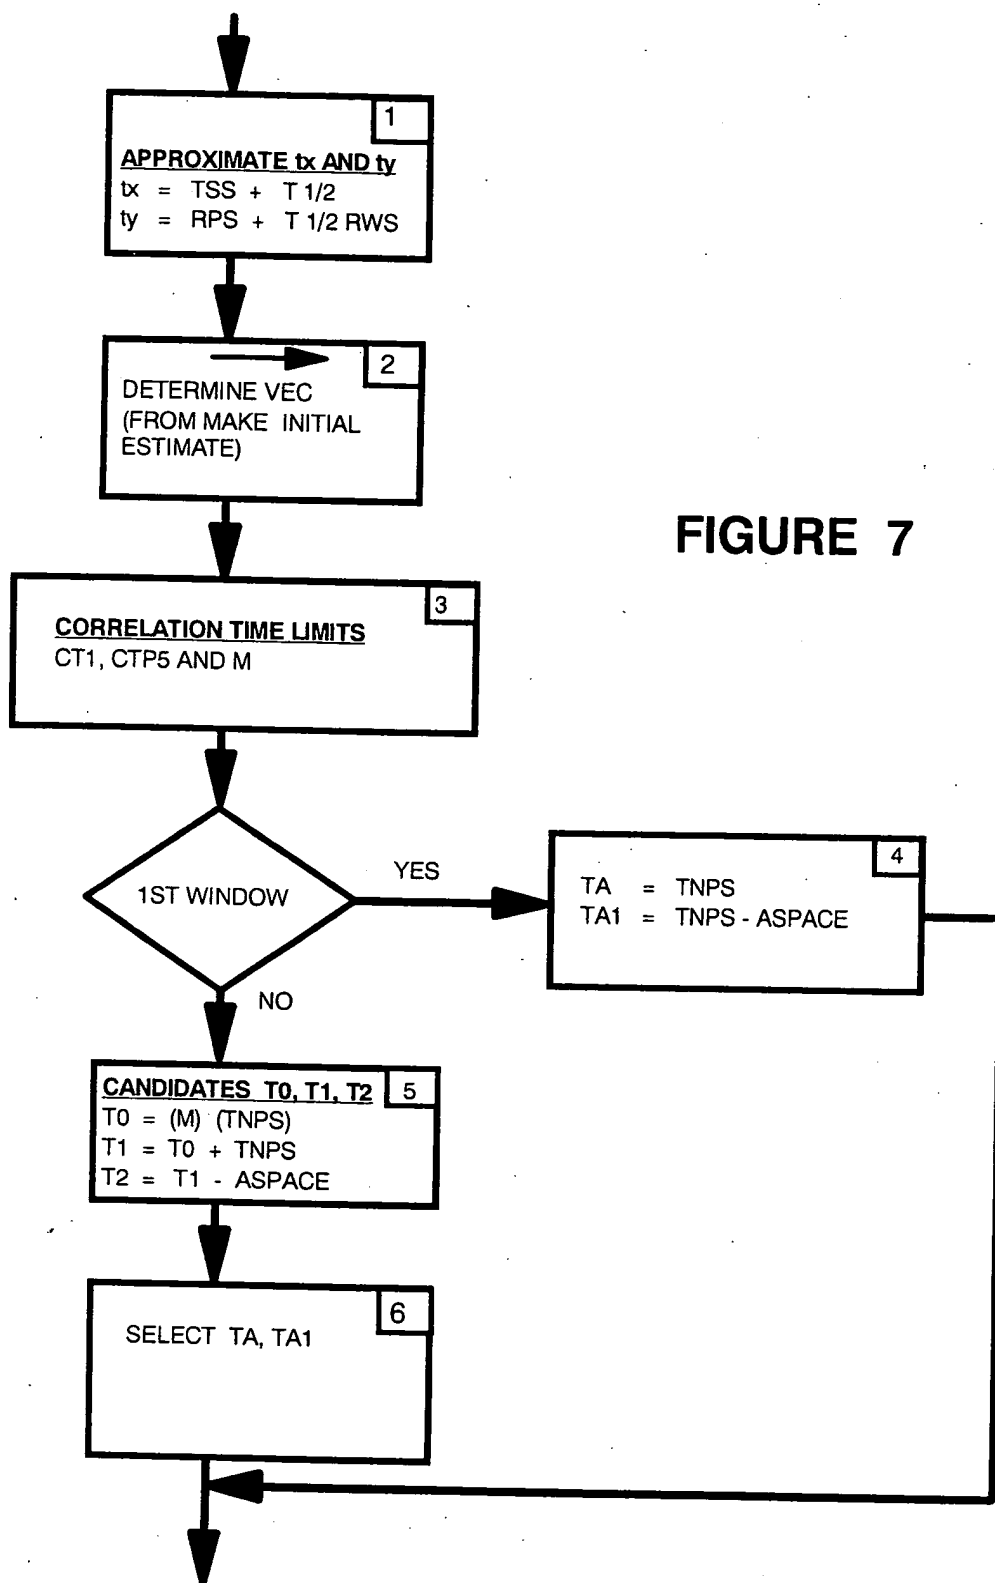 1
APPROXIMATE tx AND ty
tx = TSS + T 1/2
ty = RPS + T 1/2 RWS
2
DETERMINE VEC
(FROM MAKE INITIAL
ESTIMATE)
FIGURE 7
3
CORRELATION TIME LIMITS
CT1, CTP5 AND M
1ST WINDOW
YES
4
TA = TNPS
TA1 = TNPS - ASPACE
NO
CANDIDATES T0, T1, T2
5
T0 = (M) (TNPS)
T1 = T0 + TNPS
T2 = T1 - ASPACE
6
SELECT TA, TA1